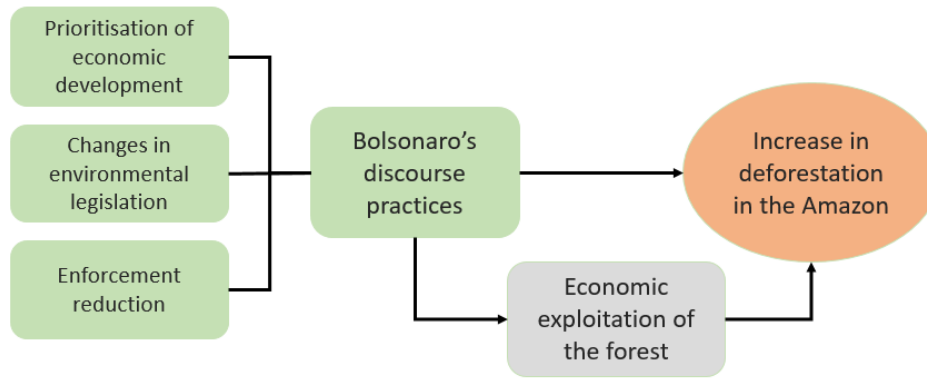 Prioritisation of
economic
development
Changes in
environmental
legislation
Enforcement
reduction
Bolsonaro’s
discourse
practices
Economic
exploitation of
the forest
Increase in
deforestation
in the Amazon